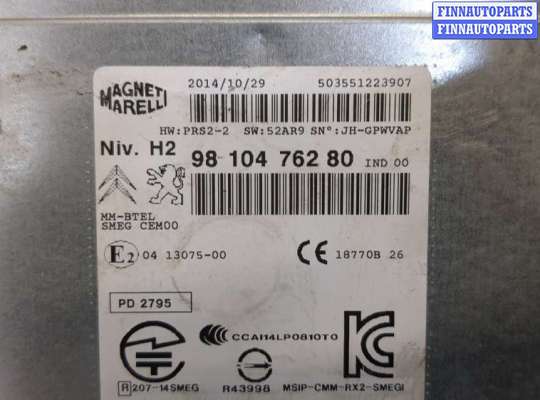 FINNAUTOPARTS
FINNAUTOPARTS
MAGNETI MARELLI
2014/10/29 503551223907
HW:PRS2-2 SW:52AR9 SN°:JH-GPWVAP
Niv. H2 98 104 762 80 IND 00
MM-BTEL
SMEG CEM00
E2 04 13075-00 CE 18770B 26
PD 2795
CCAI14LP0810T0
R 207-14SMEG R43998 MSIP-CMM-RX2-SMEGI